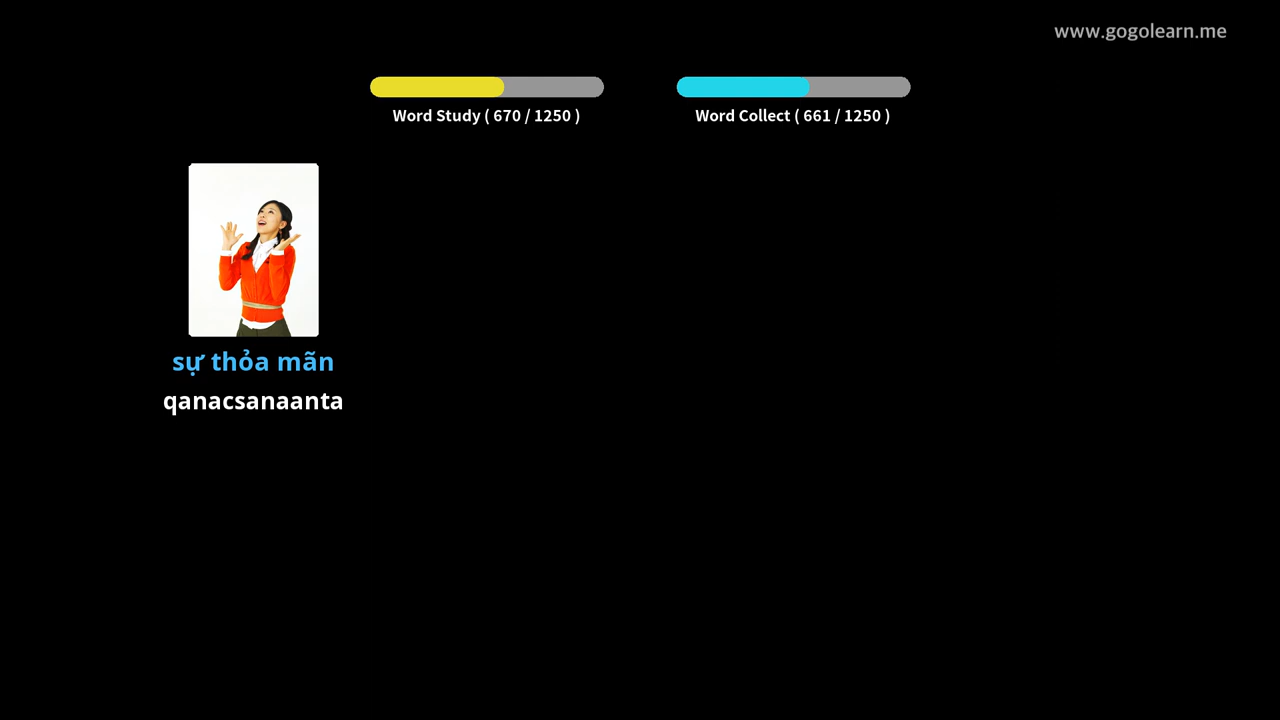 www.gogolearn.me
Word Study ( 670 / 1250 )
Word Collect ( 661 / 1250 )
sự thỏa mãn
qanacsanaanta